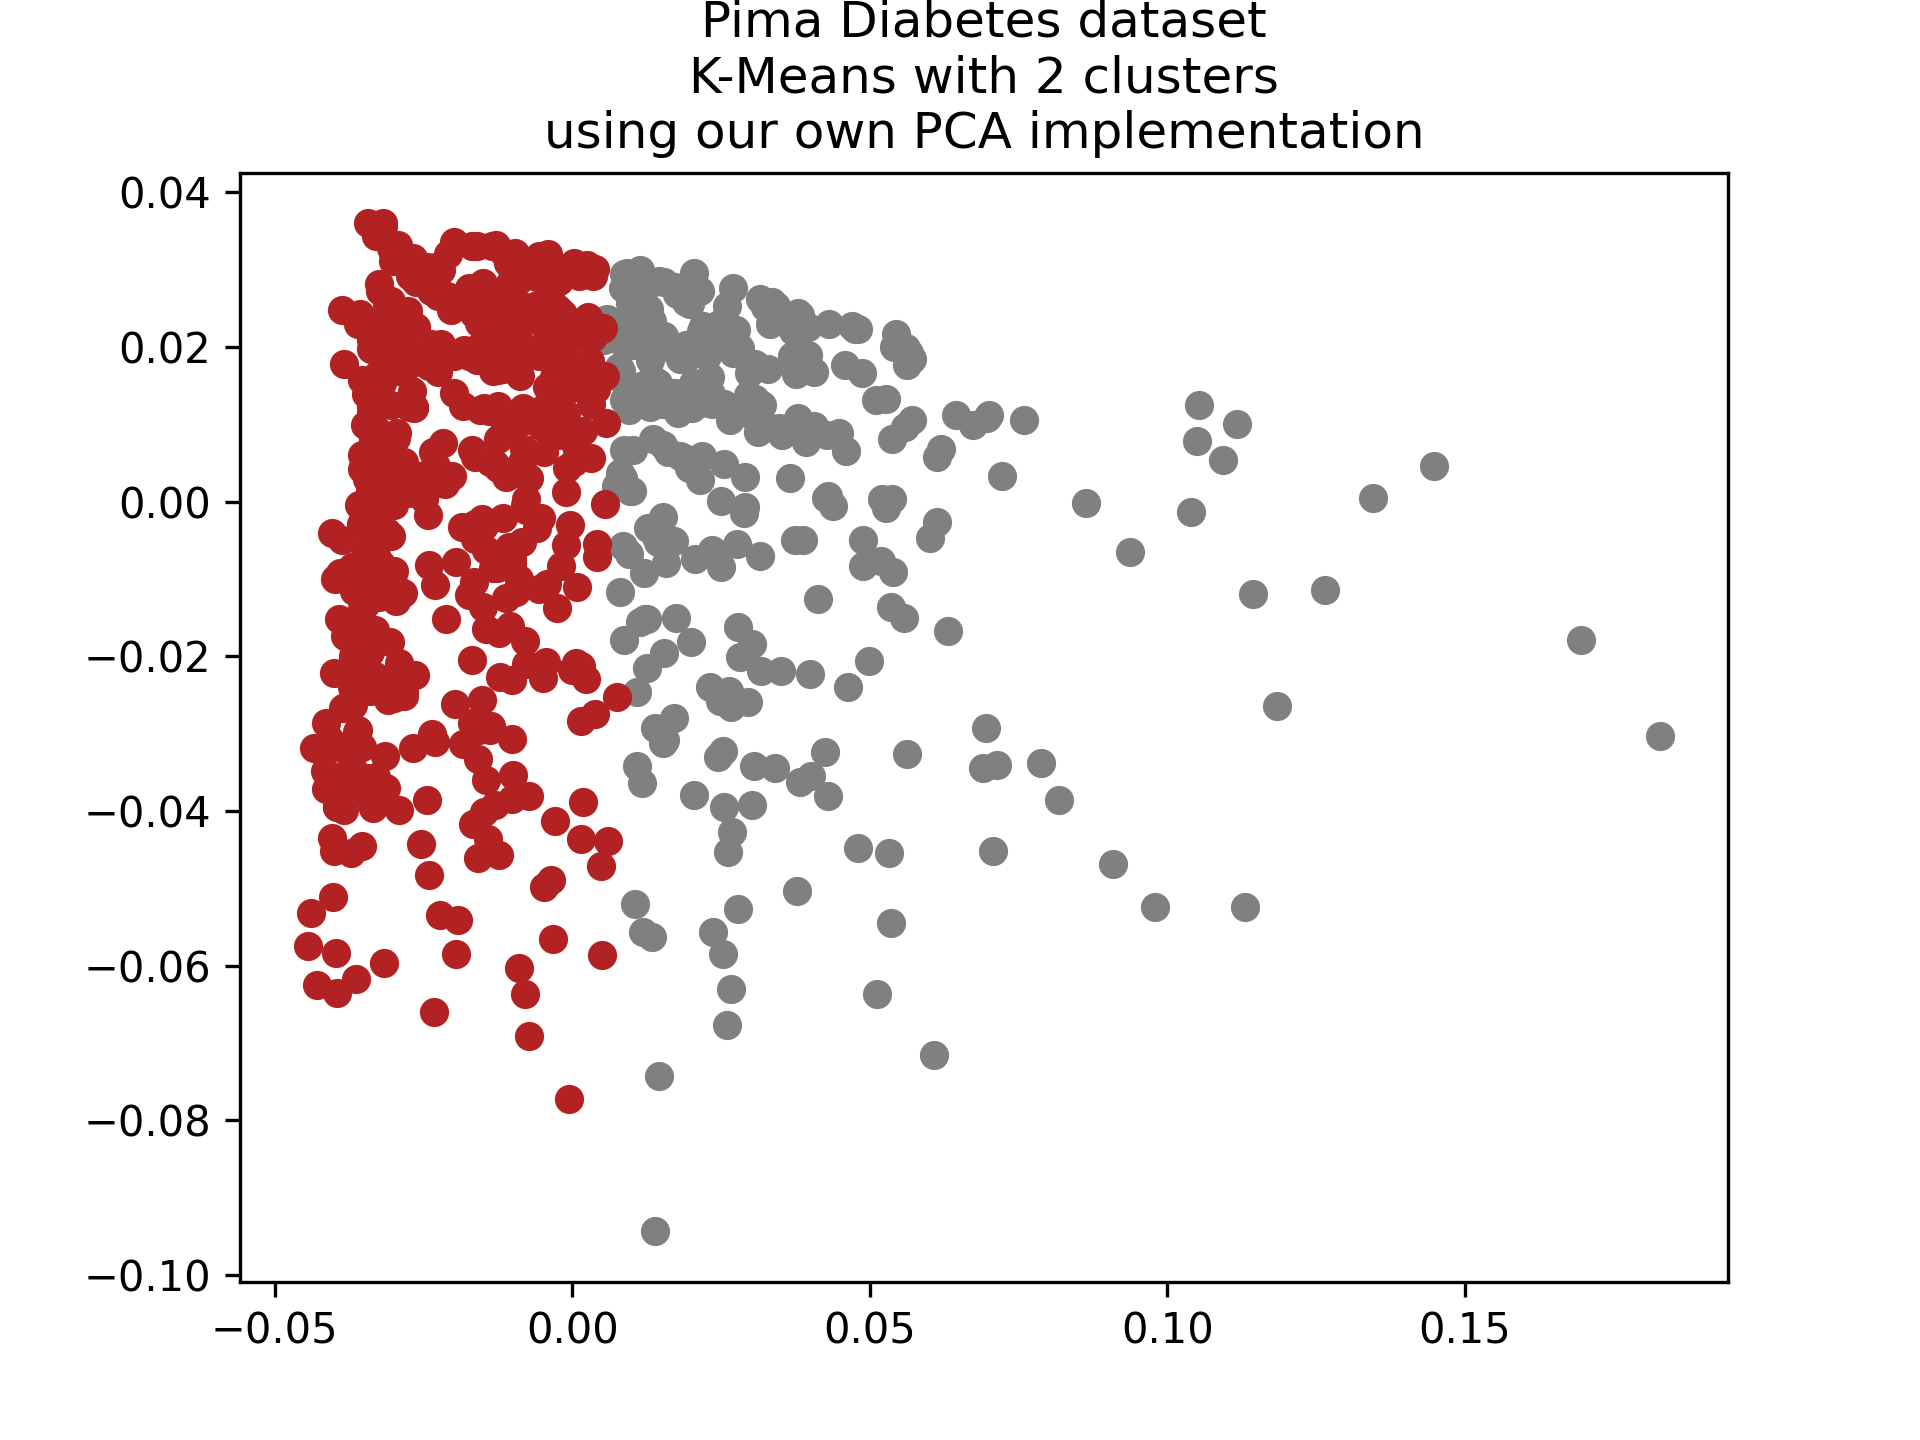 Pima Diabetes dataset
K-Means with 2 clusters
using our own PCA implementation
0.04
0.02
0.00
−0.02
−0.04
−0.06
−0.08
−0.10
−0.05 0.00 0.05 0.10 0.15